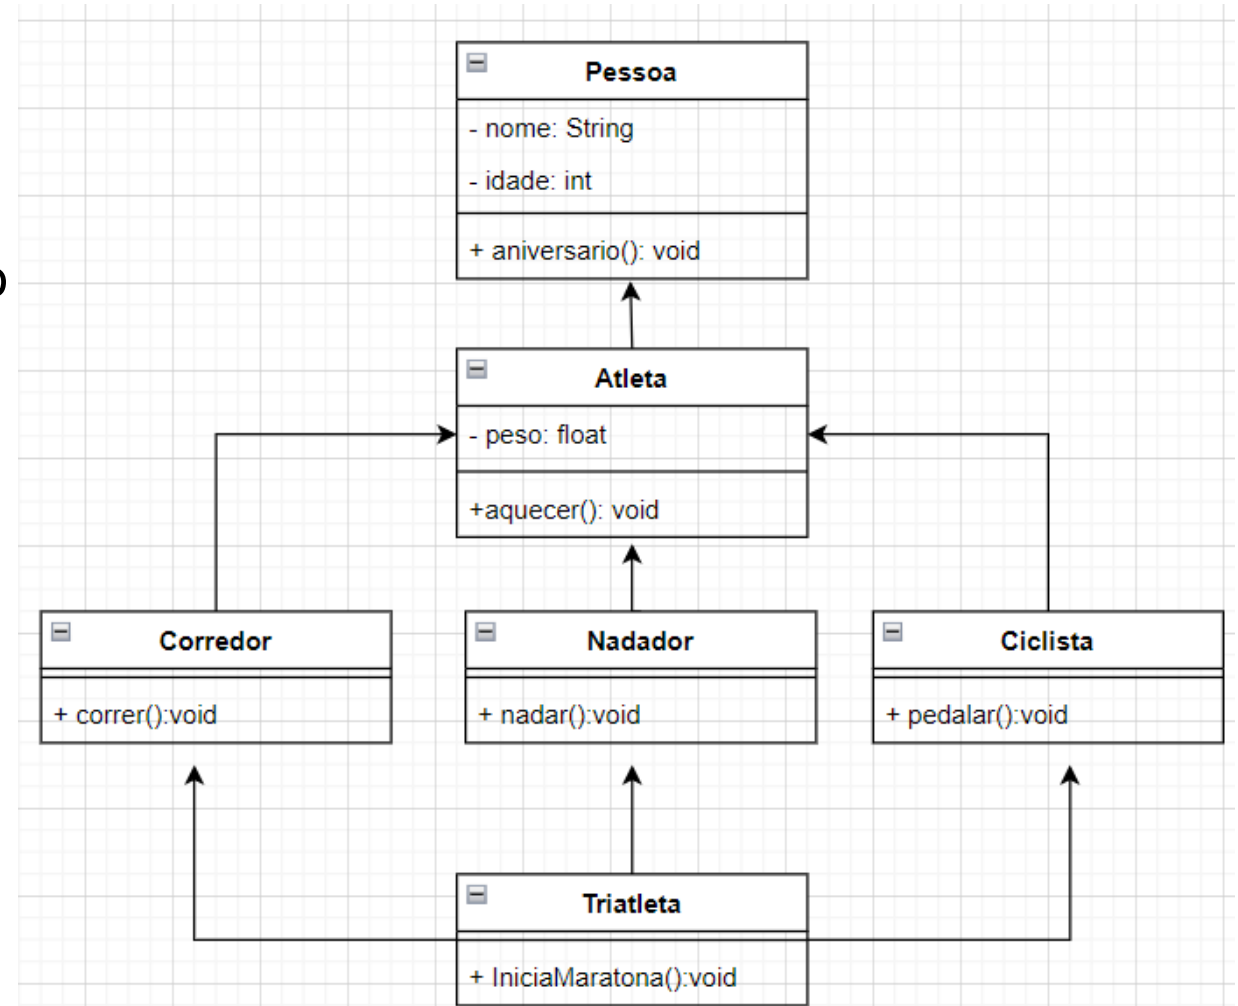 Pessoa
- nome: String
- idade: int
+ aniversario(): void
Atleta
- peso: float
+aquecer(): void
Corredor
+ correr():void
Nadador
+ nadar():void
Ciclista
+ pedalar():void
Triatleta
+ IniciaMaratona():void